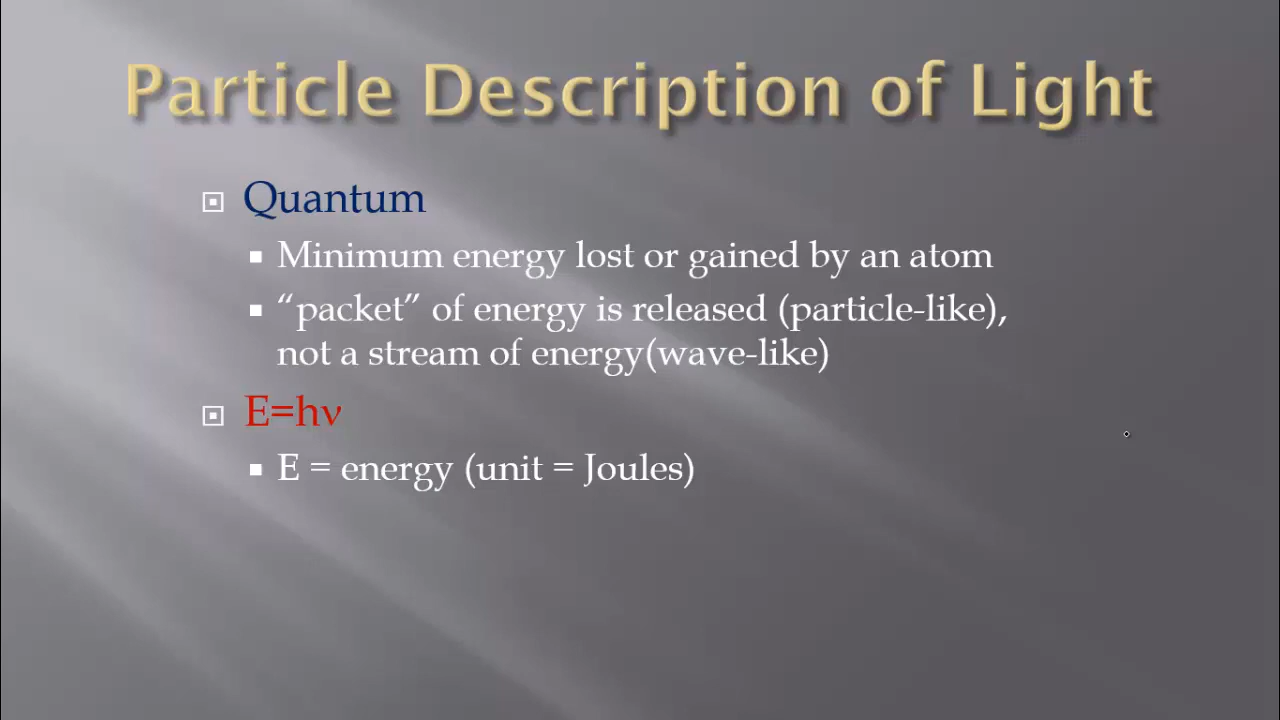 Particle Description of Light
Quantum
Minimum energy lost or gained by an atom
“packet” of energy is released (particle-like),
not a stream of energy(wave-like)
E=hν
E = energy (unit = Joules)